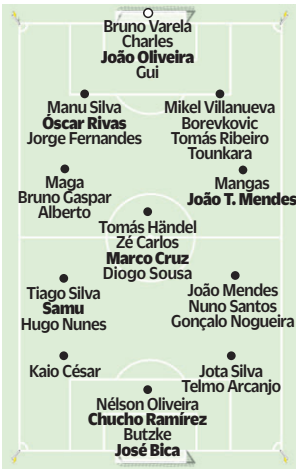 Bruno Varela
Charles
João Oliveira
Gui
Manu Silva
Óscar Rivas
Jorge Fernandes
Mikel Villanueva
Borevkovic
Tomás Ribeiro
Tounkara
Maga
Bruno Gaspar
Alberto
Mangas
João T. Mendes
Tomás Händel
Zé Carlos
Marco Cruz
Diogo Sousa
Tiago Silva
Samu
Hugo Nunes
João Mendes
Nuno Santos
Gonçalo Nogueira
Kaio César
Jota Silva
Telmo Arcanjo
Nélson Oliveira
Chucho Ramírez
Butzke
José Bica